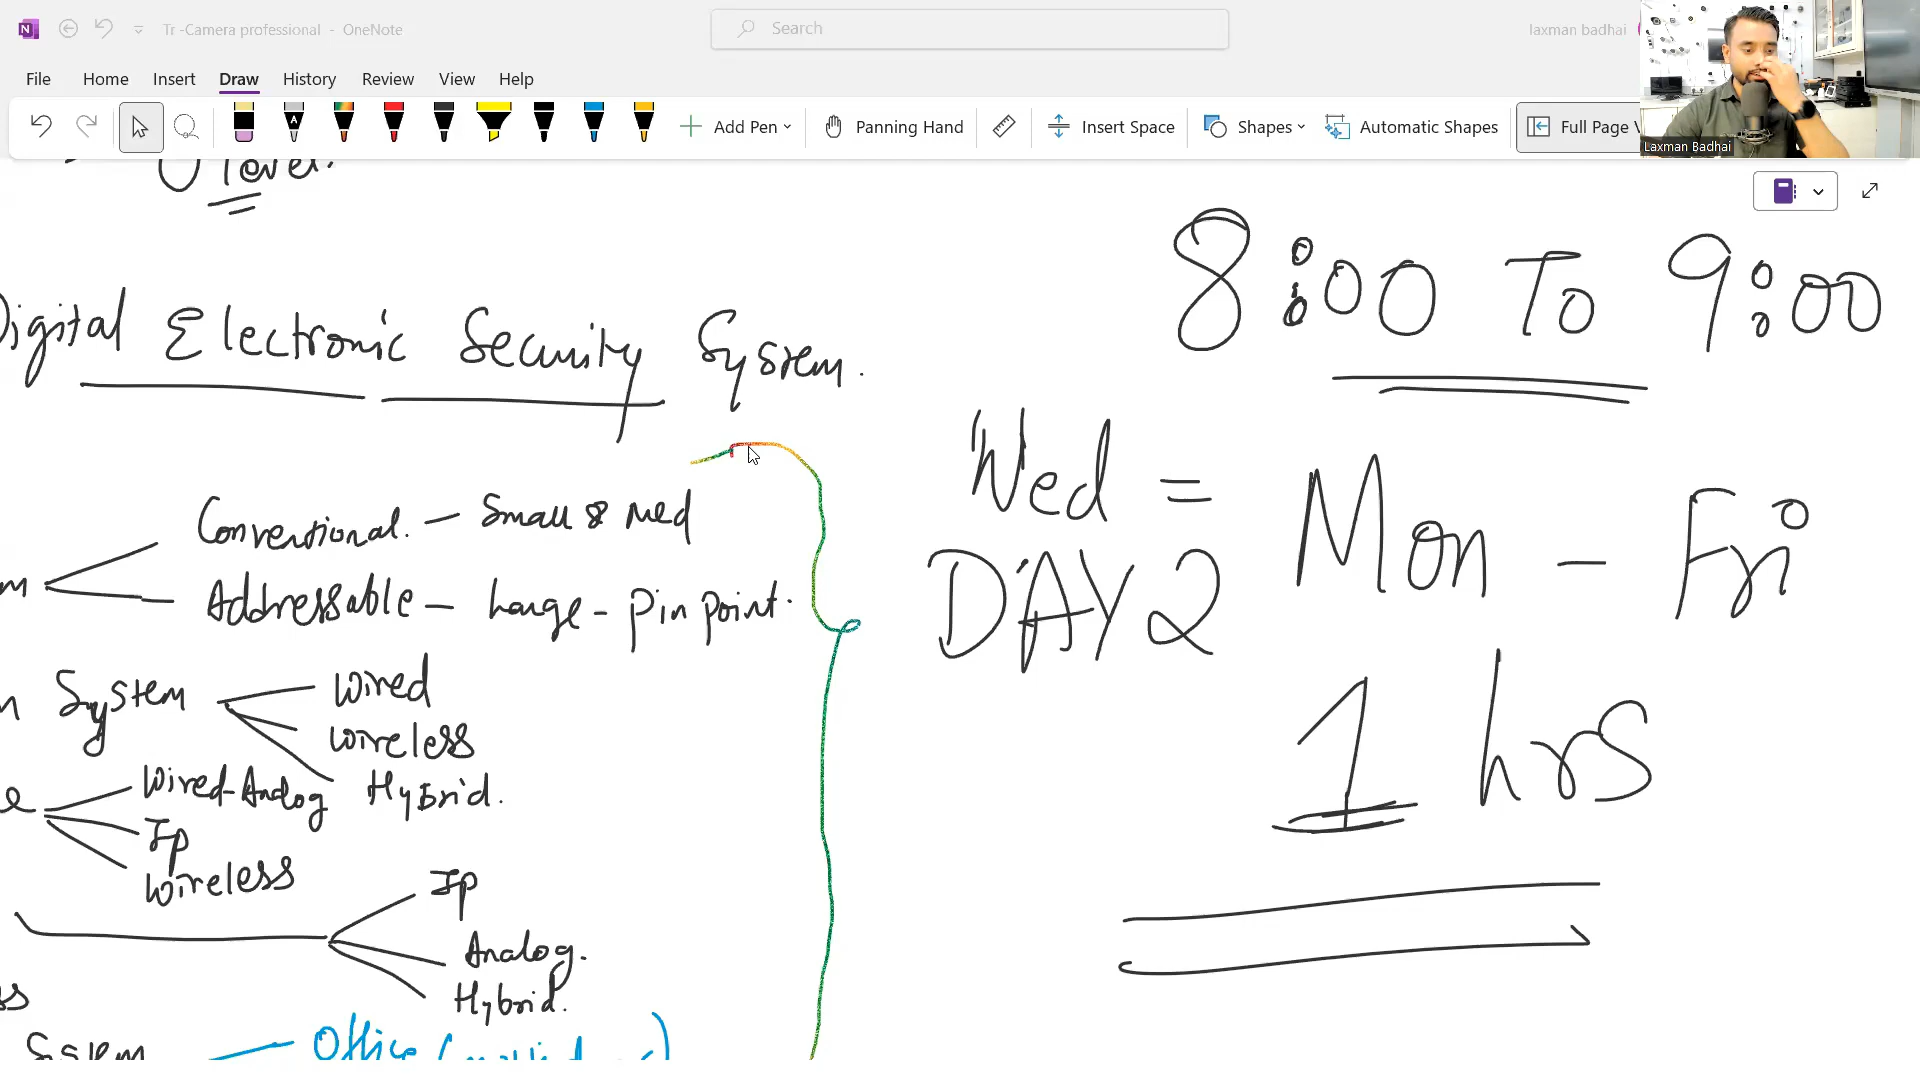 Tr -Camera professional - OneNote
Search
laxman badhai
File Home Insert Draw History Review View Help
Add Pen Panning Hand Insert Space Shapes Automatic Shapes Full Page V
Laxman Badhai
level.
8:00 To 9:00
Digital Electronic Security System.
Wed = Mon - Fri
DAY 2
1 hrs
Conventional. - Small & Med
Addressable - Large - Pin point.
System
Wired
Wireless
Hybrid.
Wired-Analog
Ip
Wireless
Ip
Analog.
Hybrid.
Office